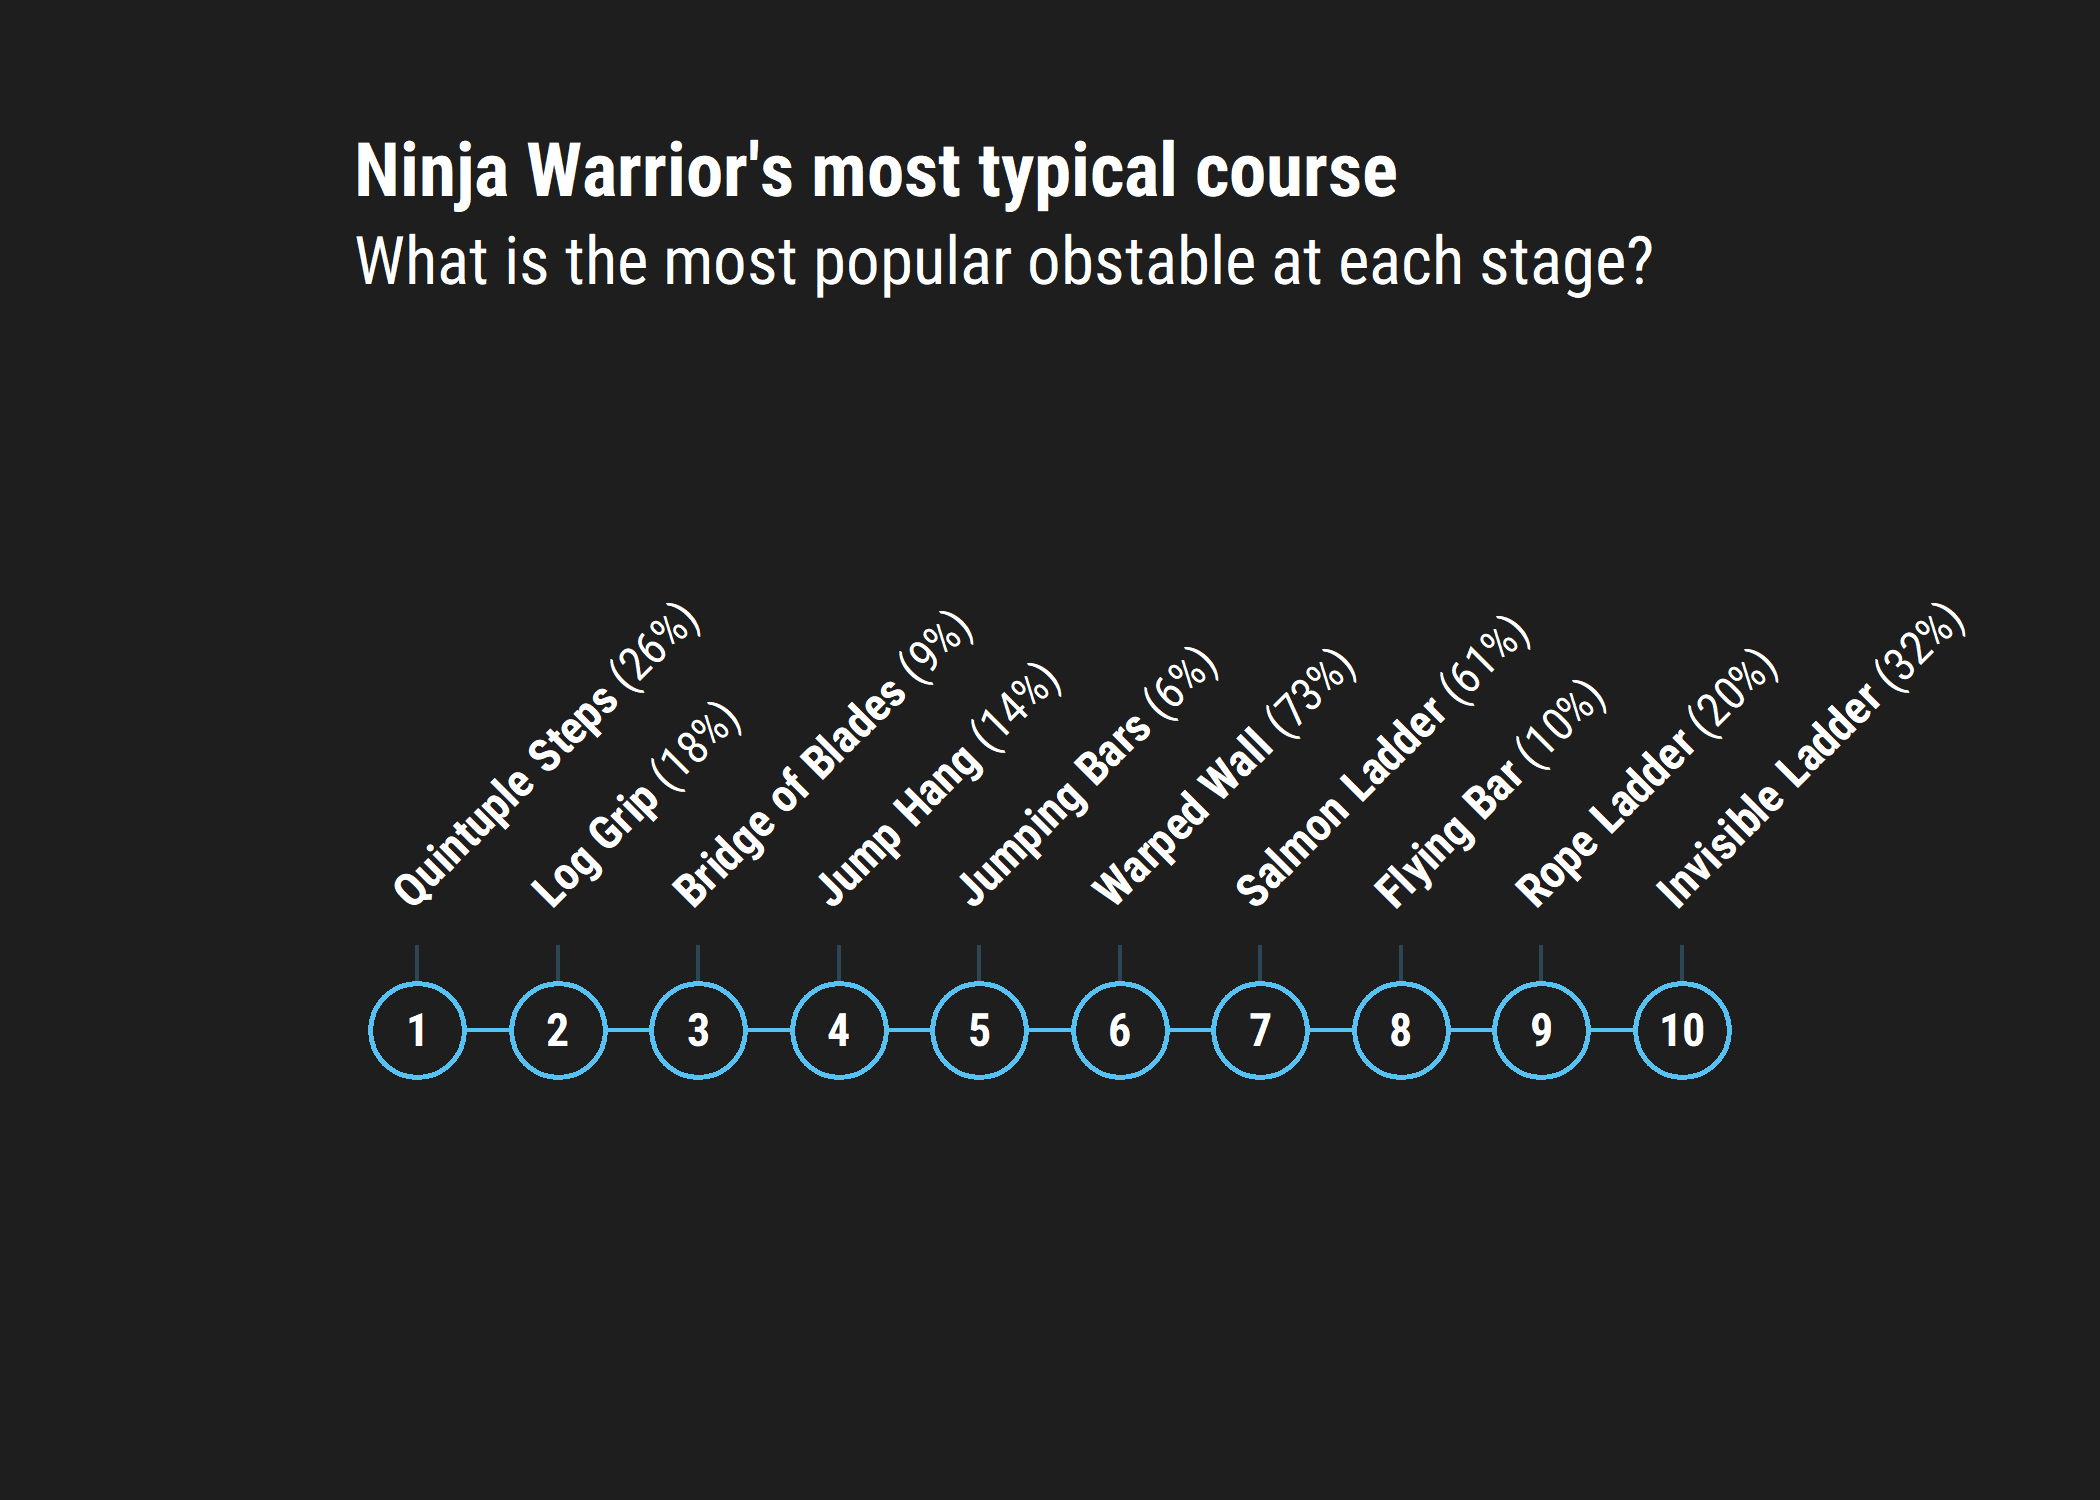 Ninja Warrior's most typical course
What is the most popular obstable at each stage?
Quintuple Steps (26%)
Log Grip (18%)
Bridge of Blades (9%)
Jump Hang (14%)
Jumping Bars (6%)
Warped Wall (73%)
Salmon Ladder (61%)
Flying Bar (10%)
Rope Ladder (20%)
Invisible Ladder (32%)
1 2 3 4 5 6 7 8 9 10